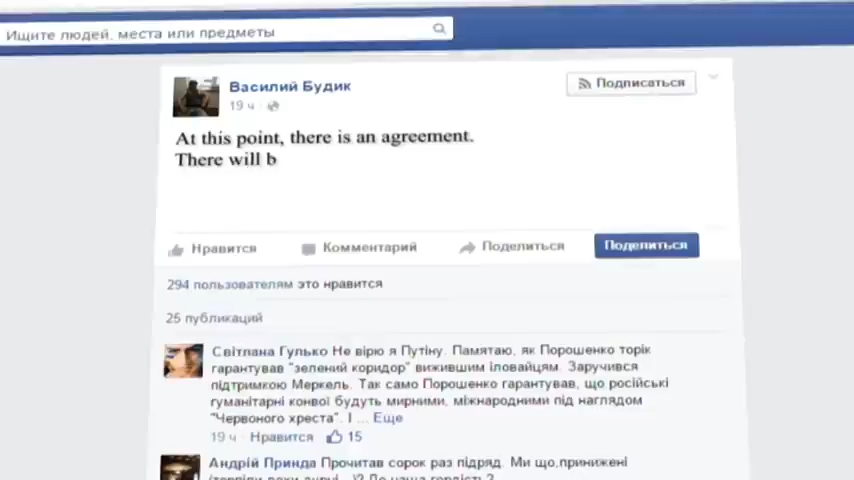 Ищите людей, места или предметы
Василий Будик
Подписаться
19 ч
At this point, there is an agreement.
There will b
Нравится Комментарий Поделиться Поделиться
294 пользователям это нравится
25 публикаций
Світлана Гулько Не вірю я Путіну. Памятаю, як Порошенко торік
гарантував "зелений коридор" вижившим іловайцям. Заручився
підтримкою Меркель. Так само Порошенко гарантував, що російські
гуманітарні конвої будуть мирними, міжнародними під наглядом
"Червоного хреста". І ... Еще
19 ч · Нравится 15
Андрій Принда Прочитав сорок раз підряд. Ми що,принижені